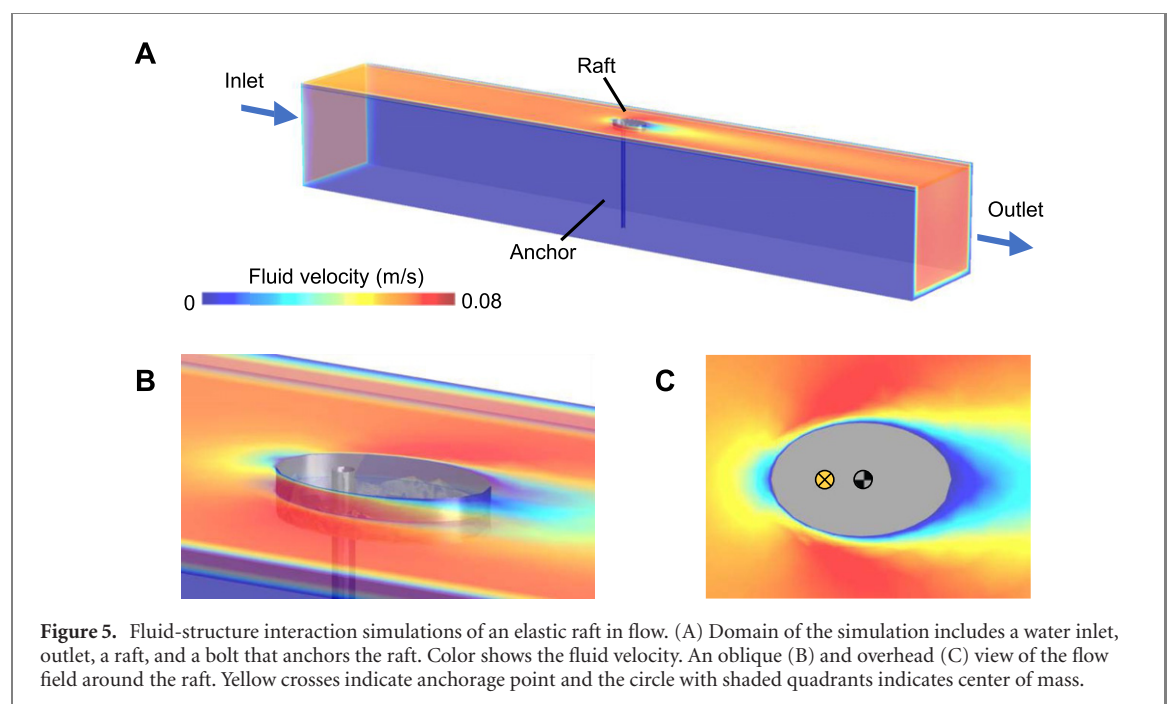 A
Raft
Inlet
Outlet
Anchor
Fluid velocity (m/s)
0
0.08
B
C
Figure 5. Fluid-structure interaction simulations of an elastic raft in flow. (A) Domain of the simulation includes a water inlet,
outlet, a raft, and a bolt that anchors the raft. Color shows the fluid velocity. An oblique (B) and overhead (C) view of the flow
field around the raft. Yellow crosses indicate anchorage point and the circle with shaded quadrants indicates center of mass.